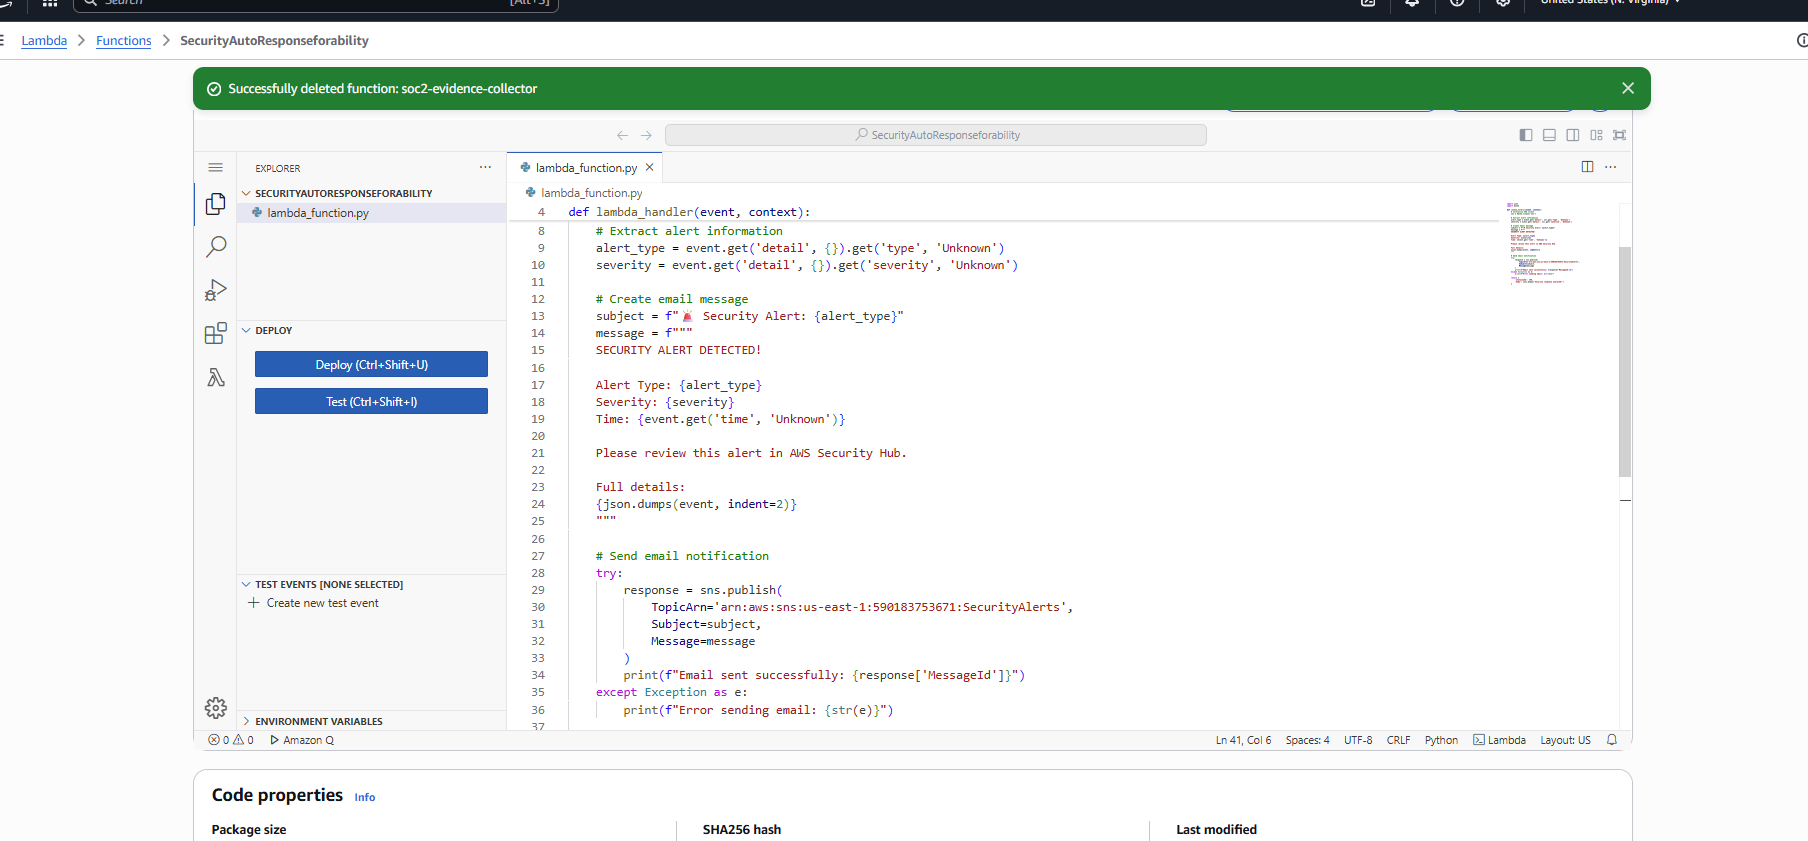 Search
[Alt+S]
United States (N. Virginia)
Lambda
Functions
SecurityAutoResponseforability
Successfully deleted function: soc2-evidence-collector
SecurityAutoResponseforability
EXPLORER
SECURITYAUTORESPONSEFORABILITY
lambda_function.py
DEPLOY
Deploy (Ctrl+Shift+U)
Test (Ctrl+Shift+I)
TEST EVENTS [NONE SELECTED]
Create new test event
ENVIRONMENT VARIABLES
lambda_function.py
lambda_function.py
4 def lambda_handler(event, context):
8 # Extract alert information
9 alert_type = event.get('detail', {}).get('type', 'Unknown')
10 severity = event.get('detail', {}).get('severity', 'Unknown')
11
12 # Create email message
13 subject = f"🚨 Security Alert: {alert_type}"
14 message = f"""
15 SECURITY ALERT DETECTED!
16
17 Alert Type: {alert_type}
18 Severity: {severity}
19 Time: {event.get('time', 'Unknown')}
20
21 Please review this alert in AWS Security Hub.
22
23 Full details:
24 {json.dumps(event, indent=2)}
25 """
26
27 # Send email notification
28 try:
29 response = sns.publish(
30 TopicArn='arn:aws:sns:us-east-1:590183753671:SecurityAlerts',
31 Subject=subject,
32 Message=message
33 )
34 print(f"Email sent successfully: {response['MessageId']}")
35 except Exception as e:
36 print(f"Error sending email: {str(e)}")
37
0 0 Amazon Q
Ln 41, Col 6 Spaces: 4 UTF-8 CRLF Python Lambda Layout: US
Code properties Info
Package size
SHA256 hash
Last modified